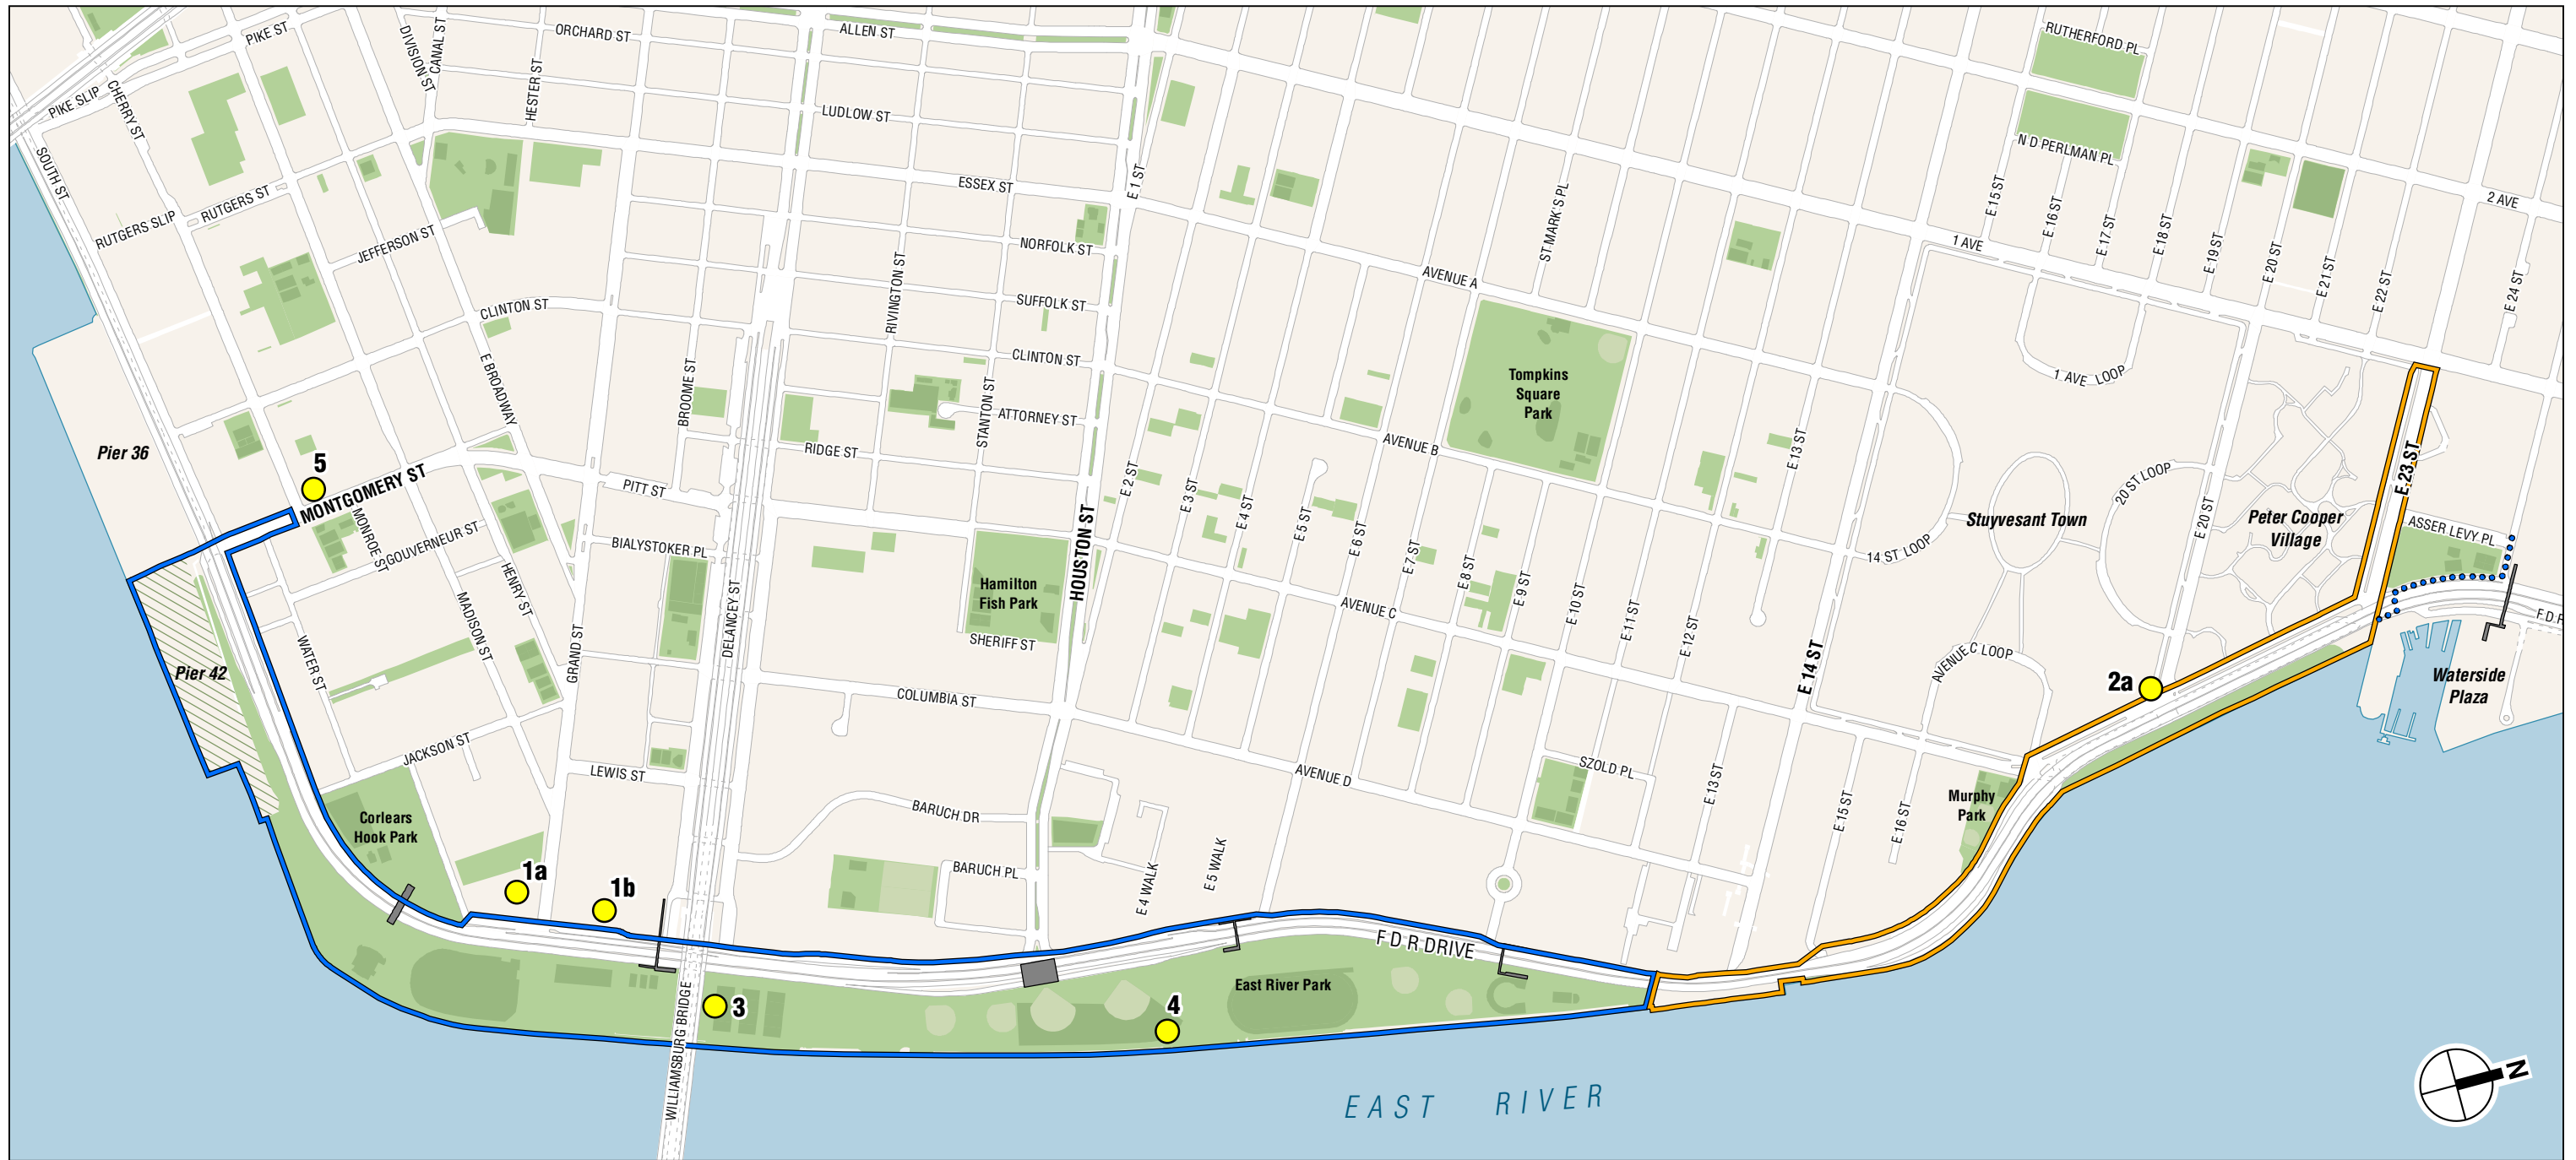 PIKE ST
DIVISION ST
CANAL ST
ORCHARD ST
ALLEN ST
RUTHERFORD PL
PIKE SLIP
CHERRY ST
HESTER ST
LUDLOW ST
SOUTH ST
N D PERLMAN PL
ESSEX ST
E 1 ST
ST MARK'S PL
E 15 ST
E 16 ST
E 17 ST
E 18 ST
E 19 ST
E 20 ST
E 21 ST
E 22 ST
E 24 ST
2 AVE
RUTGERS SLIP
RUTGERS ST
JEFFERSON ST
NORFOLK ST
1 AVE
AVENUE A
RIVINGTON ST
SUFFOLK ST
CLINTON ST
CLINTON ST
E BROADWAY
BROOME ST
STANTON ST
ATTORNEY ST
Tompkins
Square
Park
1 AVE LOOP
Pier 36
RIDGE ST
AVENUE B
E 13 ST
5
MONTGOMERY ST
PITT ST
E 2 ST
E 3 ST
E 4 ST
E 5 ST
E 6 ST
E 7 ST
E 8 ST
E 9 ST
E 10 ST
E 11 ST
E 12 ST
20 ST LOOP
E 20 ST
E 23 ST
Stuyvesant Town
Peter Cooper
Village
ASSER LEVY PL
MONROE ST
GOUVERNEUR ST
BIALYSTOKER PL
HOUSTON ST
14 ST LOOP
HENRY ST
MADISON ST
Hamilton
Fish Park
SHERIFF ST
AVENUE C
DELANCEY ST
GRAND ST
WATER ST
F D R
Pier 42
COLUMBIA ST
E 14 ST
AVENUE C LOOP
2a
Waterside
Plaza
JACKSON ST
LEWIS ST
AVENUE D
SZOLD PL
E 13 ST
E 15 ST
E 16 ST
Murphy
Park
Corlears
Hook Park
BARUCH DR
BARUCH PL
E 4 WALK
E 5 WALK
1a
1b
F D R DRIVE
East River Park
3
4
WILLIAMSBURG BRIDGE
EAST RIVER
N